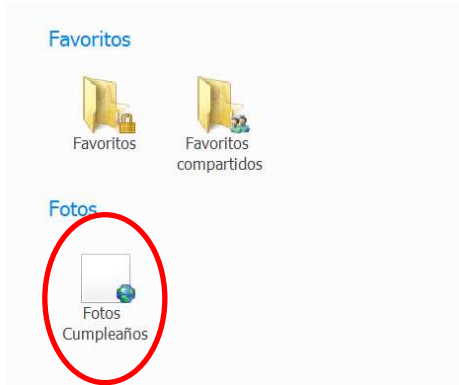 Favoritos
Favoritos
Favoritos
compartidos
Fotos
Fotos
Cumpleaños